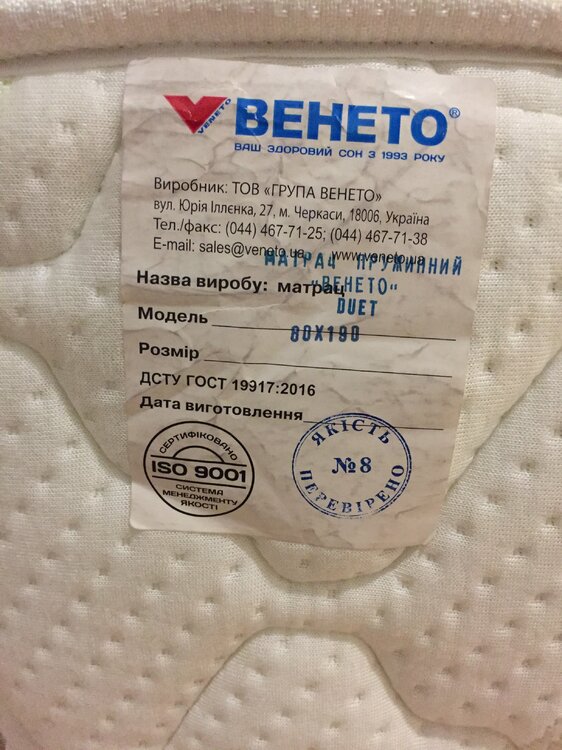 VENETO
ВЕНЕТО®
ВАШ ЗДОРОВИЙ СОН З 1993 РОКУ
Виробник: ТОВ «ГРУПА ВЕНЕТО»
вул. Юрія Іллєнка, 27, м. Черкаси, 18006, Україна
Тел./факс: (044) 467-71-25; (044) 467-71-38
E-mail: sales@veneto.ua www.veneto.ua
МАТРАЦ ПРУЖИННИЙ
Назва виробу: матрац
"ВЕНЕТО"
DUET
Модель
80X190
Розмір
ДСТУ ГОСТ 19917:2016
Дата виготовлення
СЕРТИФІКОВАНО
ISO 9001
СИСТЕМА
МЕНЕДЖМЕНТУ
ЯКОСТІ
ЯКІСТЬ
№8
ПЕРЕВІРЕНО